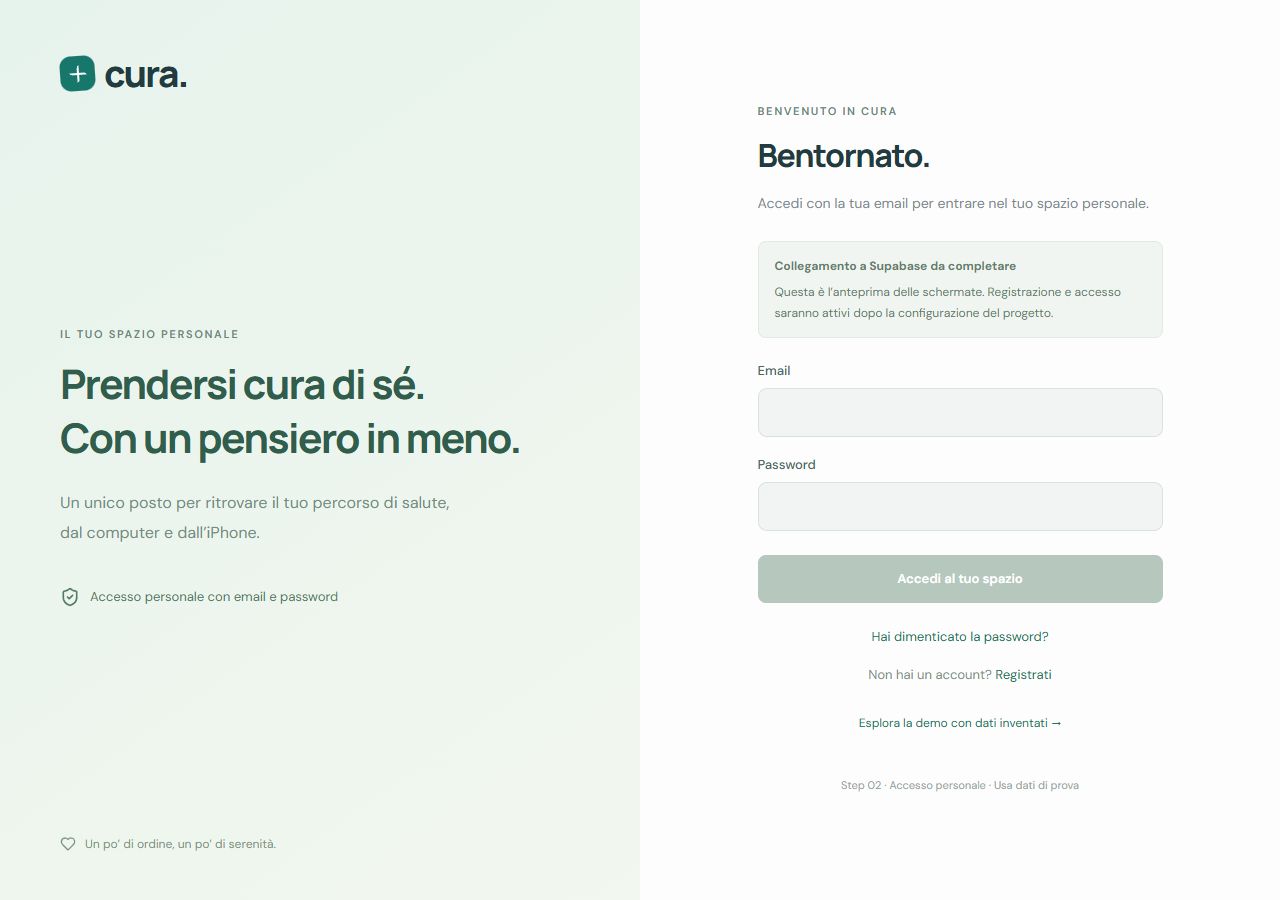 cura.
IL TUO SPAZIO PERSONALE
Prendersi cura di sé.
Con un pensiero in meno.
Un unico posto per ritrovare il tuo percorso di salute,
dal computer e dall’iPhone.
Accesso personale con email e password
Un po’ di ordine, un po’ di serenità.
BENVENUTO IN CURA
Bentornato.
Accedi con la tua email per entrare nel tuo spazio personale.
Collegamento a Supabase da completare
Questa è l’anteprima delle schermate. Registrazione e accesso
saranno attivi dopo la configurazione del progetto.
Email
Password
Accedi al tuo spazio
Hai dimenticato la password?
Non hai un account? Registrati
Esplora la demo con dati inventati →
Step 02 · Accesso personale · Usa dati di prova